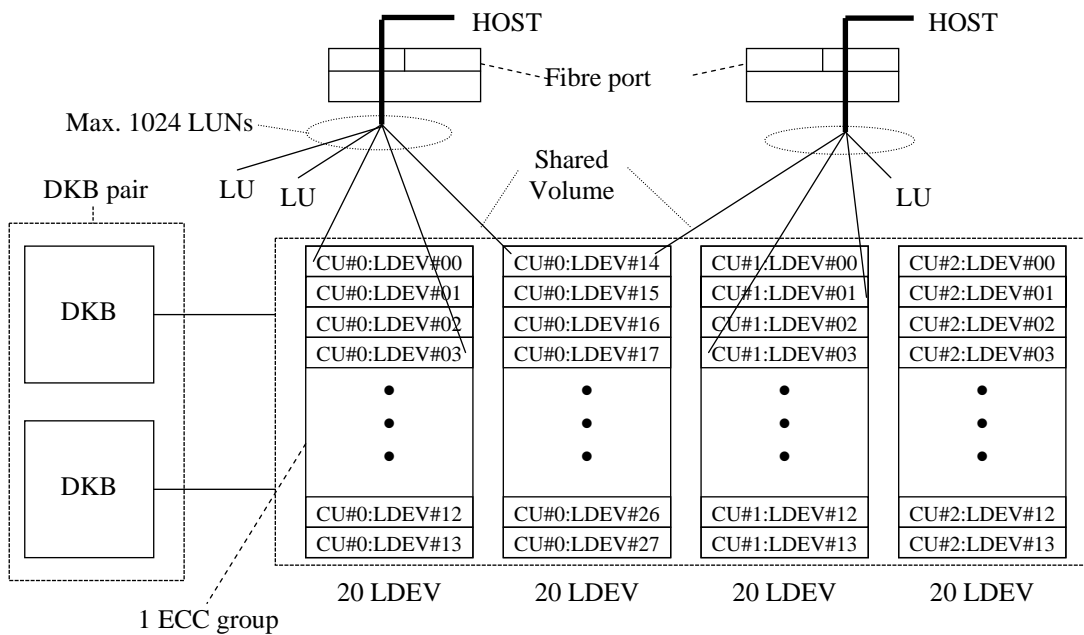 HOST
HOST
Fibre port
Max. 1024 LUNs
Shared
Volume
LU
LU
LU
DKB pair
DKB
DKB
CU#0:LDEV#00
CU#0:LDEV#01
CU#0:LDEV#02
CU#0:LDEV#03
CU#0:LDEV#12
CU#0:LDEV#13
20 LDEV
CU#0:LDEV#14
CU#0:LDEV#15
CU#0:LDEV#16
CU#0:LDEV#17
CU#0:LDEV#26
CU#0:LDEV#27
20 LDEV
CU#1:LDEV#00
CU#1:LDEV#01
CU#1:LDEV#02
CU#1:LDEV#03
CU#1:LDEV#12
CU#1:LDEV#13
20 LDEV
CU#2:LDEV#00
CU#2:LDEV#01
CU#2:LDEV#02
CU#2:LDEV#03
CU#2:LDEV#12
CU#2:LDEV#13
20 LDEV
1 ECC group